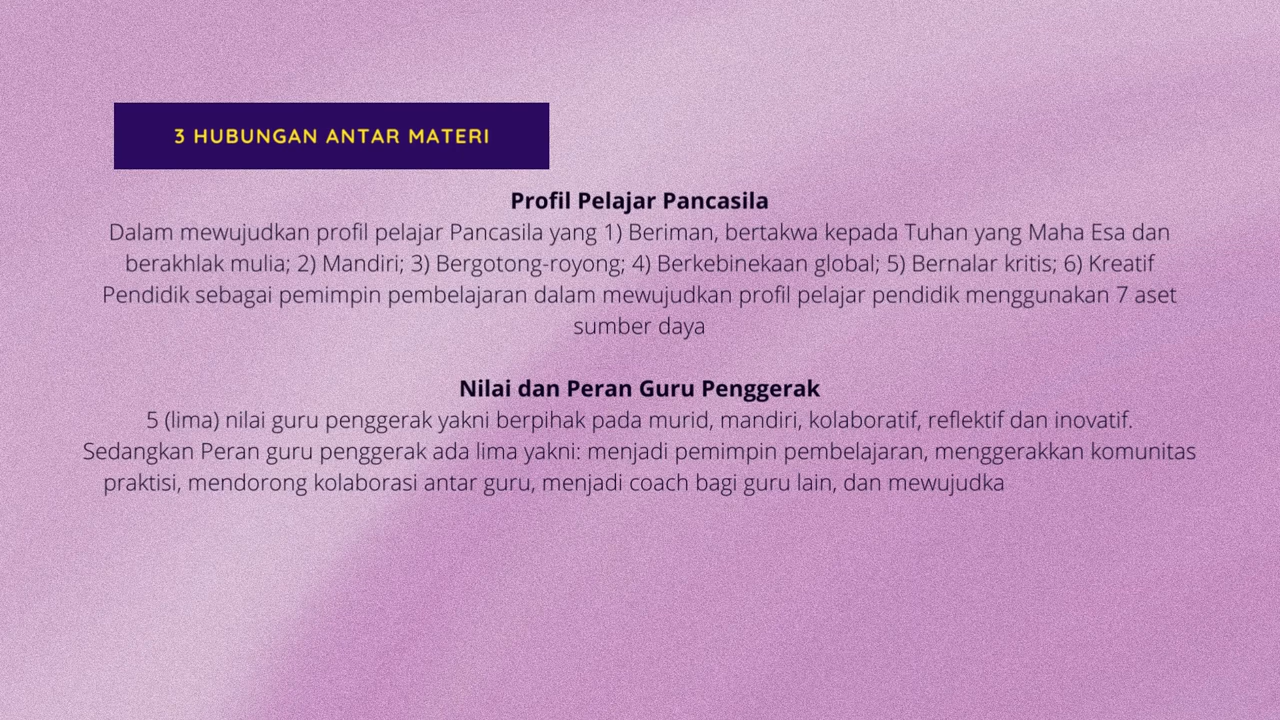 3 HUBUNGAN ANTAR MATERI
Profil Pelajar Pancasila
Dalam mewujudkan profil pelajar Pancasila yang 1) Beriman, bertakwa kepada Tuhan yang Maha Esa dan
berakhlak mulia; 2) Mandiri; 3) Bergotong-royong; 4) Berkebinekaan global; 5) Bernalar kritis; 6) Kreatif
Pendidik sebagai pemimpin pembelajaran dalam mewujudkan profil pelajar pendidik menggunakan 7 aset
sumber daya
Nilai dan Peran Guru Penggerak
5 (lima) nilai guru penggerak yakni berpihak pada murid, mandiri, kolaboratif, reflektif dan inovatif.
Sedangkan Peran guru penggerak ada lima yakni: menjadi pemimpin pembelajaran, menggerakkan komunitas
praktisi, mendorong kolaborasi antar guru, menjadi coach bagi guru lain, dan mewujudka